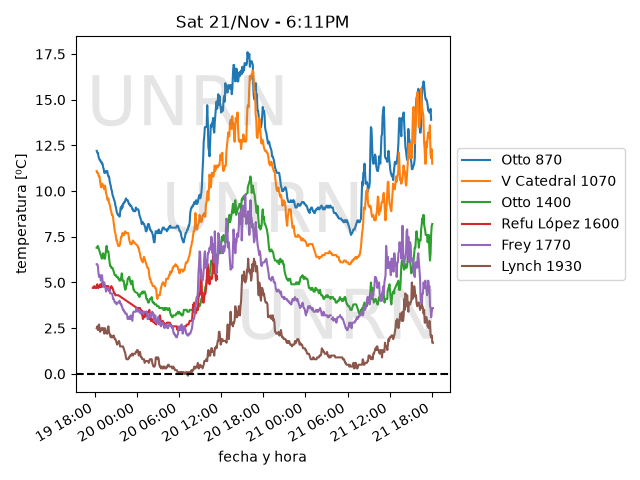 Sat 21/Nov - 6:11PM
temperatura [ºC]
17.5
15.0
12.5
10.0
7.5
5.0
2.5
0.0
UNRN
UNRN
UNRN
Otto 870
V Catedral 1070
Otto 1400
Refu López 1600
Frey 1770
Lynch 1930
19 18:00
20 00:00
20 06:00
20 12:00
20 18:00
21 00:00
21 06:00
21 12:00
21 18:00
fecha y hora